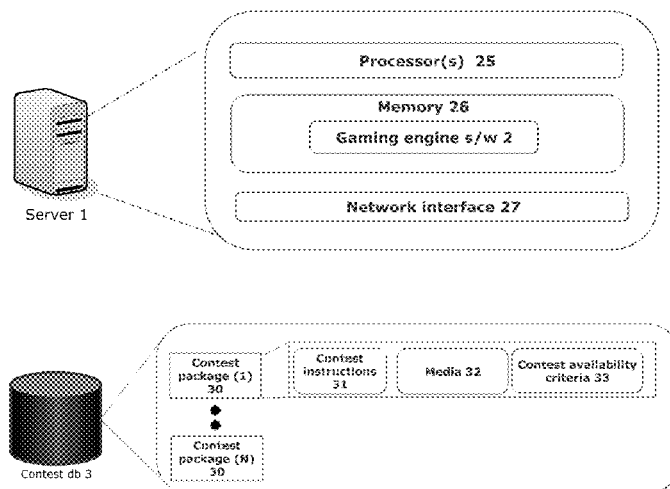 Processor(s) 25
Memory 26
Gaming engine s/w 2
Network interface 27
Server 1
Contest
package (1)
30
Contest
instructions
31
Media 32
Contest availability
criteria 33
Contest
package (N)
30
Contest db 3